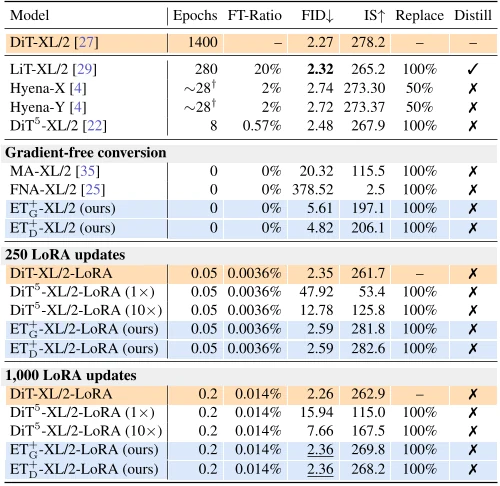 Model Epochs FT-Ratio FID↓ IS↑ Replace Distill
DiT-XL/2 [27] 1400 – 2.27 278.2 – –
LiT-XL/2 [29] 280 20% 2.32 265.2 100% ✓
Hyena-X [4] ~28† 2% 2.74 273.30 50% ✗
Hyena-Y [4] ~28† 2% 2.72 273.37 50% ✗
DiT⁵-XL/2 [22] 8 0.57% 2.48 267.9 100% ✗
Gradient-free conversion
MA-XL/2 [35] 0 0% 20.32 115.5 100% ✗
FNA-XL/2 [25] 0 0% 378.52 2.5 100% ✗
ET⁺_G-XL/2 (ours) 0 0% 5.61 197.1 100% ✗
ET⁺_D-XL/2 (ours) 0 0% 4.82 206.1 100% ✗
250 LoRA updates
DiT-XL/2-LoRA 0.05 0.0036% 2.35 261.7 – ✗
DiT⁵-XL/2-LoRA (1×) 0.05 0.0036% 47.92 53.4 100% ✗
DiT⁵-XL/2-LoRA (10×) 0.05 0.0036% 12.78 125.8 100% ✗
ET⁺_G-XL/2-LoRA (ours) 0.05 0.0036% 2.59 281.8 100% ✗
ET⁺_D-XL/2-LoRA (ours) 0.05 0.0036% 2.59 282.6 100% ✗
1,000 LoRA updates
DiT-XL/2-LoRA 0.2 0.014% 2.26 262.9 – ✗
DiT⁵-XL/2-LoRA (1×) 0.2 0.014% 15.94 115.0 100% ✗
DiT⁵-XL/2-LoRA (10×) 0.2 0.014% 7.66 167.5 100% ✗
ET⁺_G-XL/2-LoRA (ours) 0.2 0.014% 2.36 269.8 100% ✗
ET⁺_D-XL/2-LoRA (ours) 0.2 0.014% 2.36 268.2 100% ✗